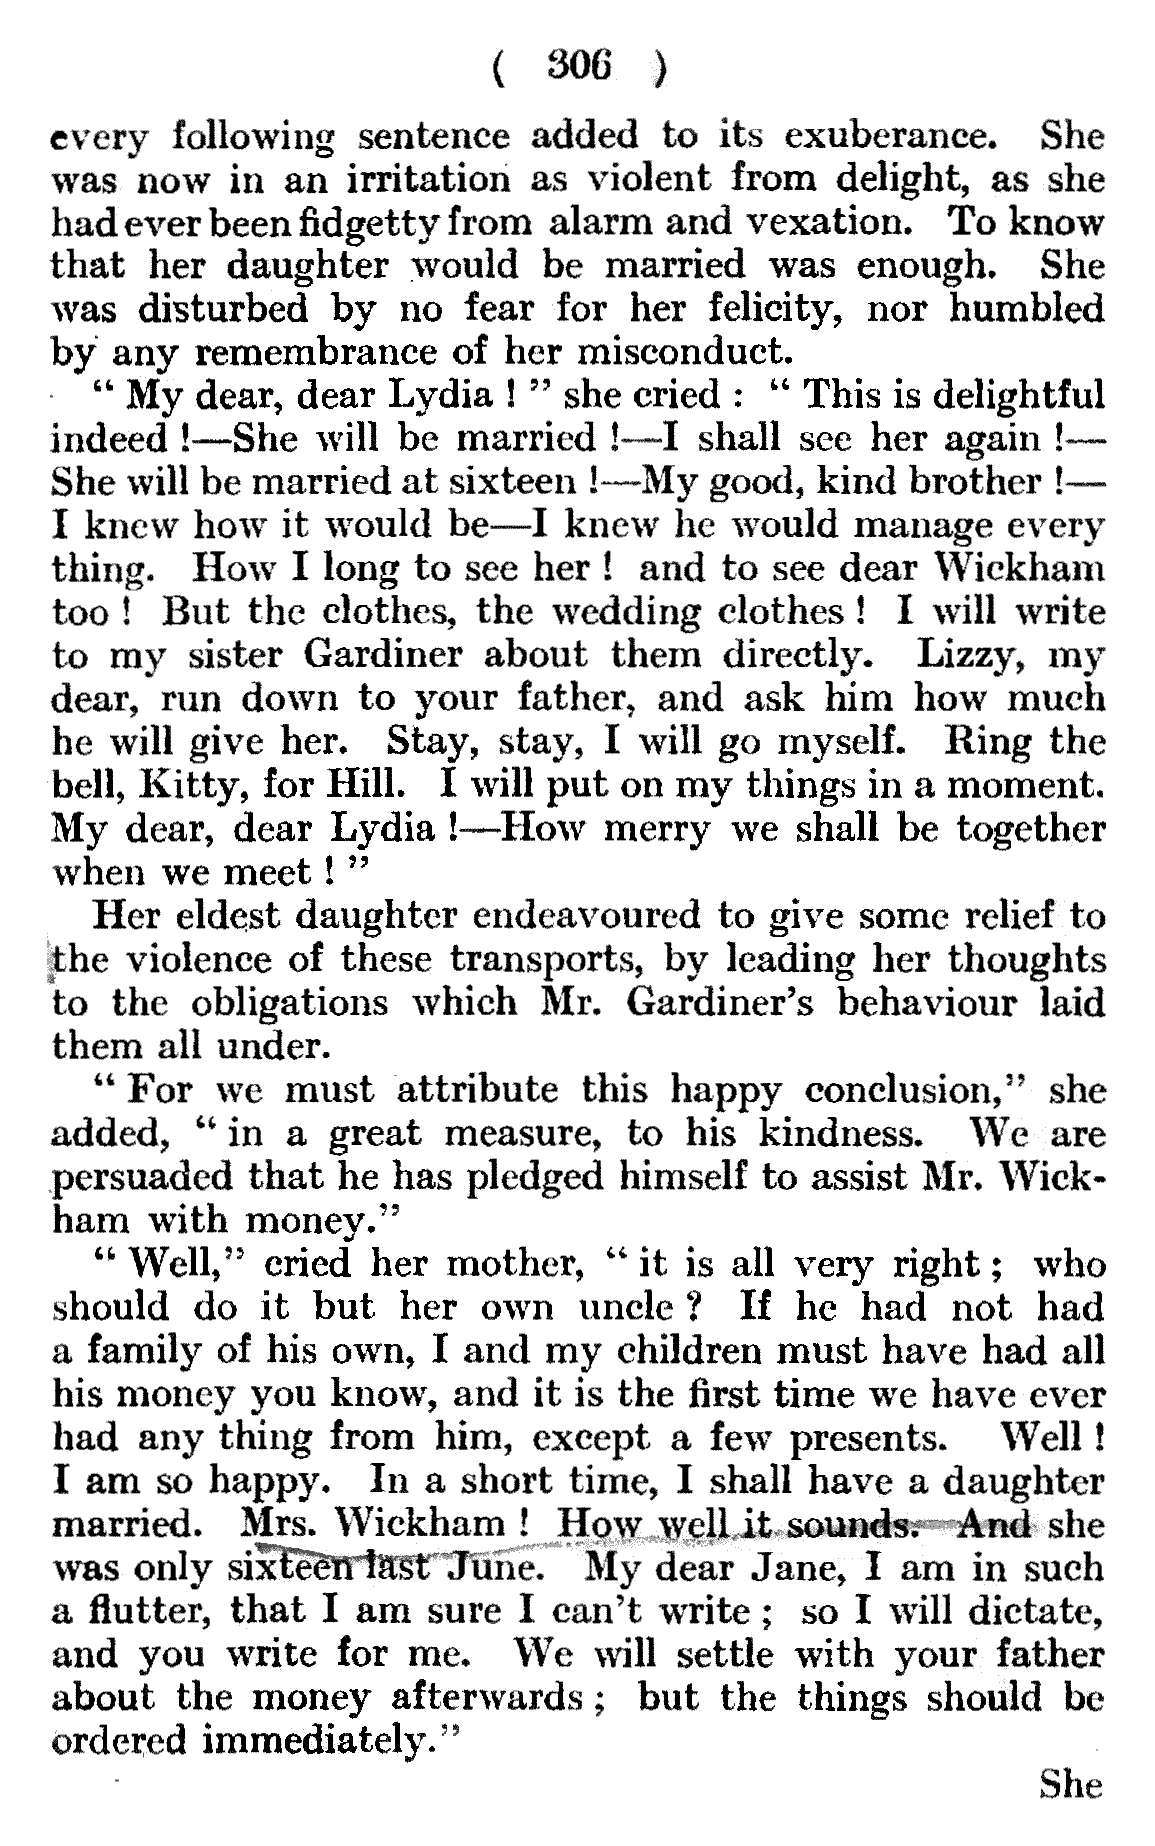 ( 306 )
every following sentence added to its exuberance. She
was now in an irritation as violent from delight, as she
had ever been fidgetty from alarm and vexation. To know
that her daughter would be married was enough. She
was disturbed by no fear for her felicity, nor humbled
by any remembrance of her misconduct.
“ My dear, dear Lydia ! ” she cried : “ This is delightful
indeed !—She will be married !—I shall see her again !—
She will be married at sixteen !—My good, kind brother !—
I knew how it would be—I knew he would manage every
thing. How I long to see her ! and to see dear Wickham
too ! But the clothes, the wedding clothes ! I will write
to my sister Gardiner about them directly. Lizzy, my
dear, run down to your father, and ask him how much
he will give her. Stay, stay, I will go myself. Ring the
bell, Kitty, for Hill. I will put on my things in a moment.
My dear, dear Lydia !—How merry we shall be together
when we meet ! ”
Her eldest daughter endeavoured to give some relief to
the violence of these transports, by leading her thoughts
to the obligations which Mr. Gardiner’s behaviour laid
them all under.
“ For we must attribute this happy conclusion,” she
added, “ in a great measure, to his kindness. We are
persuaded that he has pledged himself to assist Mr. Wick-
ham with money.”
“ Well,” cried her mother, “ it is all very right ; who
should do it but her own uncle ? If he had not had
a family of his own, I and my children must have had all
his money you know, and it is the first time we have ever
had any thing from him, except a few presents. Well !
I am so happy. In a short time, I shall have a daughter
married. Mrs. Wickham ! How well it sounds. And she
was only sixteen last June. My dear Jane, I am in such
a flutter, that I am sure I can’t write ; so I will dictate,
and you write for me. We will settle with your father
about the money afterwards ; but the things should be
ordered immediately.”
She